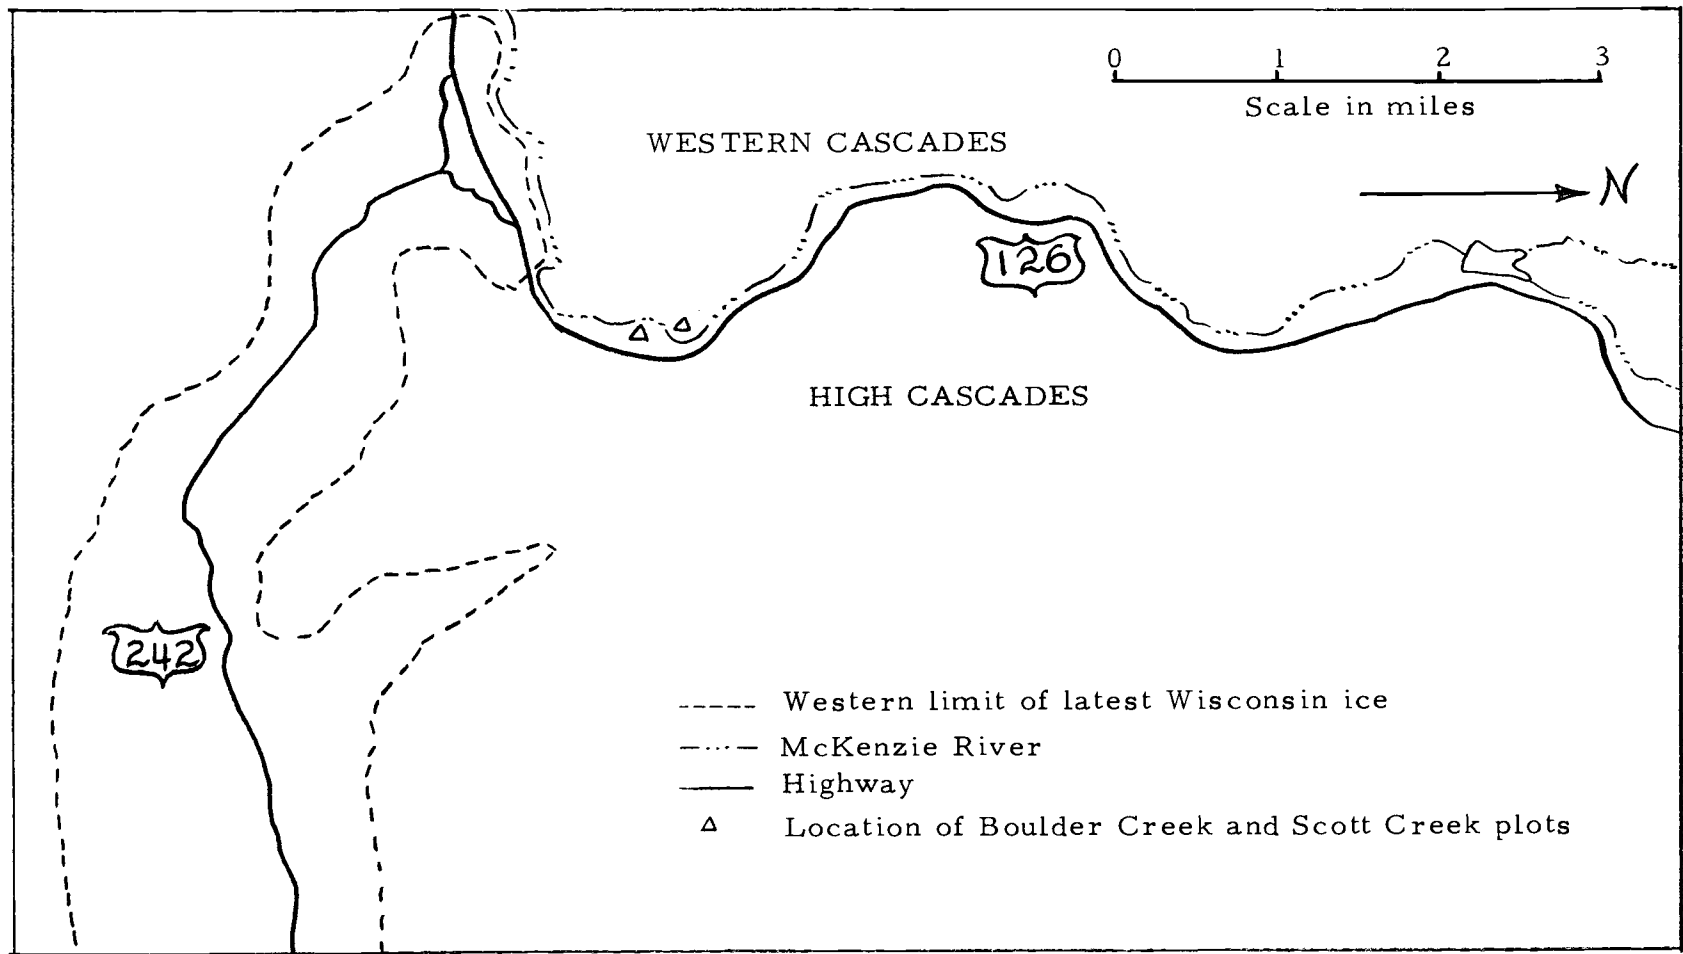 0 1 2 3
Scale in miles
WESTERN CASCADES
N
126
HIGH CASCADES
242
Western limit of latest Wisconsin ice
McKenzie River
Highway
Location of Boulder Creek and Scott Creek plots